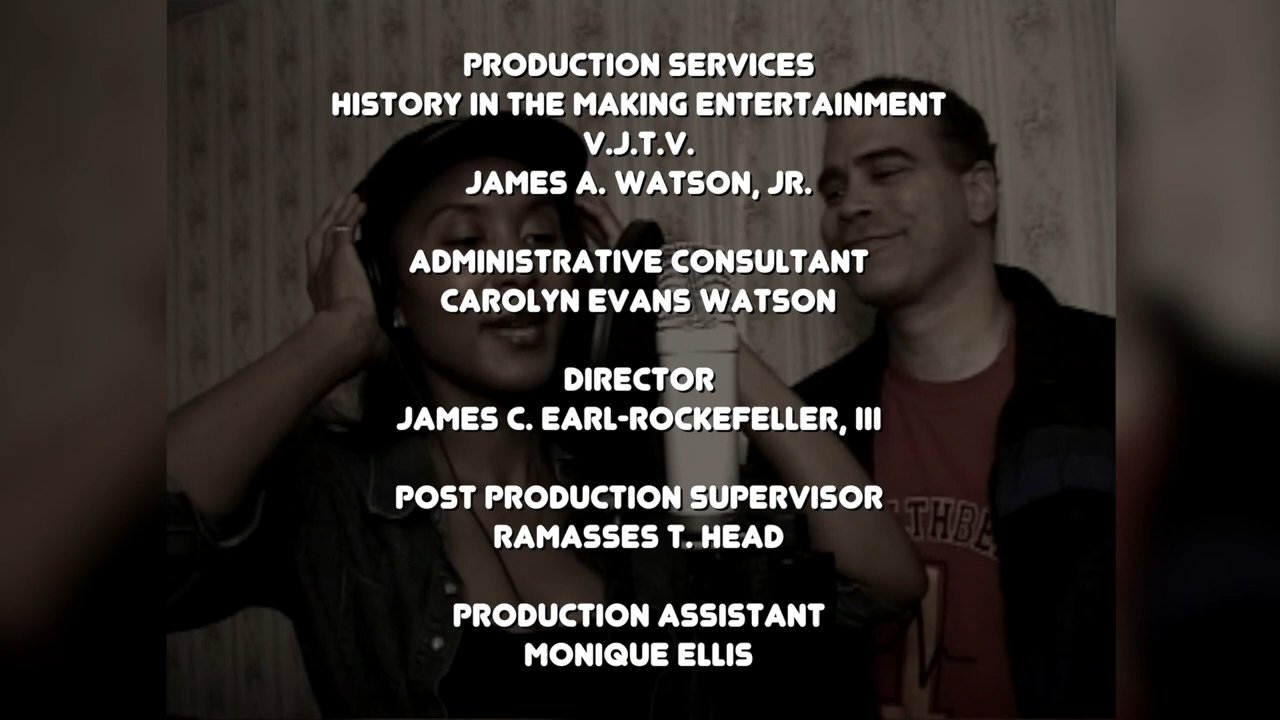 PRODUCTION SERVICES
HISTORY IN THE MAKING ENTERTAINMENT
V.J.T.V.
JAMES A. WATSON, JR.
ADMINISTRATIVE CONSULTANT
CAROLYN EVANS WATSON
DIRECTOR
JAMES C. EARL-ROCKEFELLER, III
POST PRODUCTION SUPERVISOR
RAMASSES T. HEAD
PRODUCTION ASSISTANT
MONIQUE ELLIS